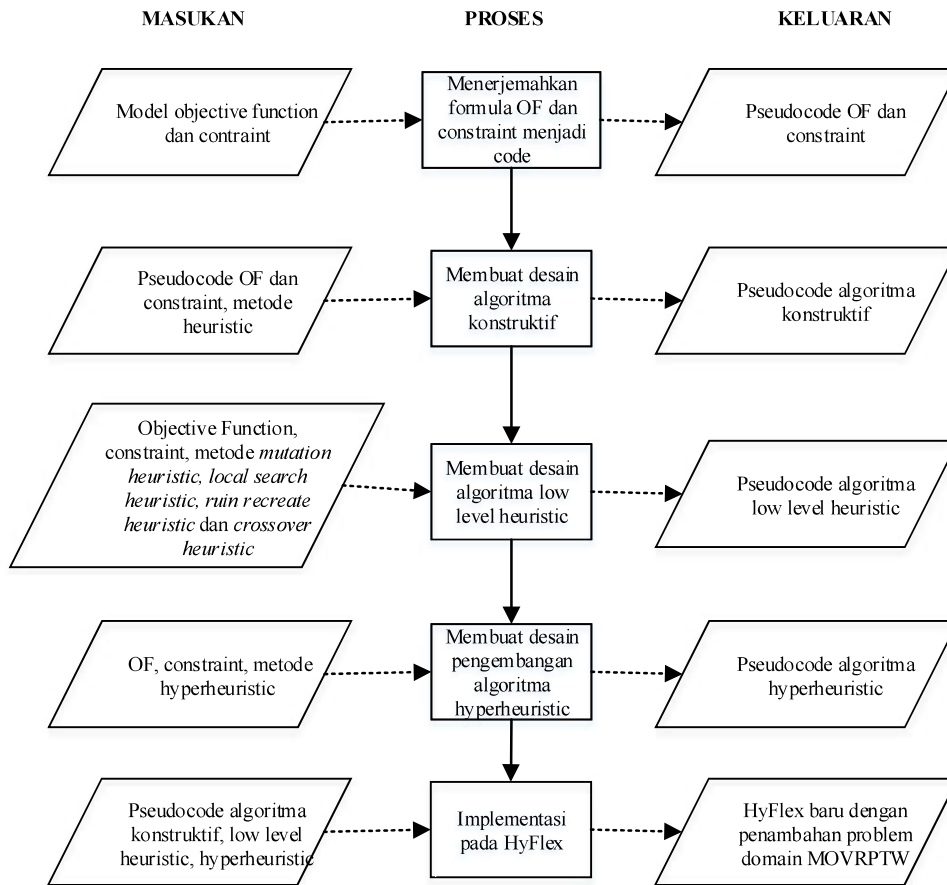 MASUKAN
PROSES
KELUARAN
Model objective function
dan contraint
Menerjemahkan
formula OF dan
constraint menjadi
code
Pseudocode OF dan
constraint
Pseudocode OF dan
constraint, metode
heuristic
Membuat desain
algoritma
konstruktif
Pseudocode algoritma
konstruktif
Objective Function,
constraint, metode mutation
heuristic, local search
heuristic, ruin recreate
heuristic dan crossover
heuristic
Membuat desain
algoritma low
level heuristic
Pseudocode algoritma
low level heuristic
OF, constraint, metode
hyperheuristic
Membuat desain
pengembangan
algoritma
hyperheuristic
Pseudocode algoritma
hyperheuristic
Pseudocode algoritma
konstruktif, low level
heuristic, hyperheuristic
Implementasi
pada HyFlex
HyFlex baru dengan
penambahan problem
domain MOVRPTW